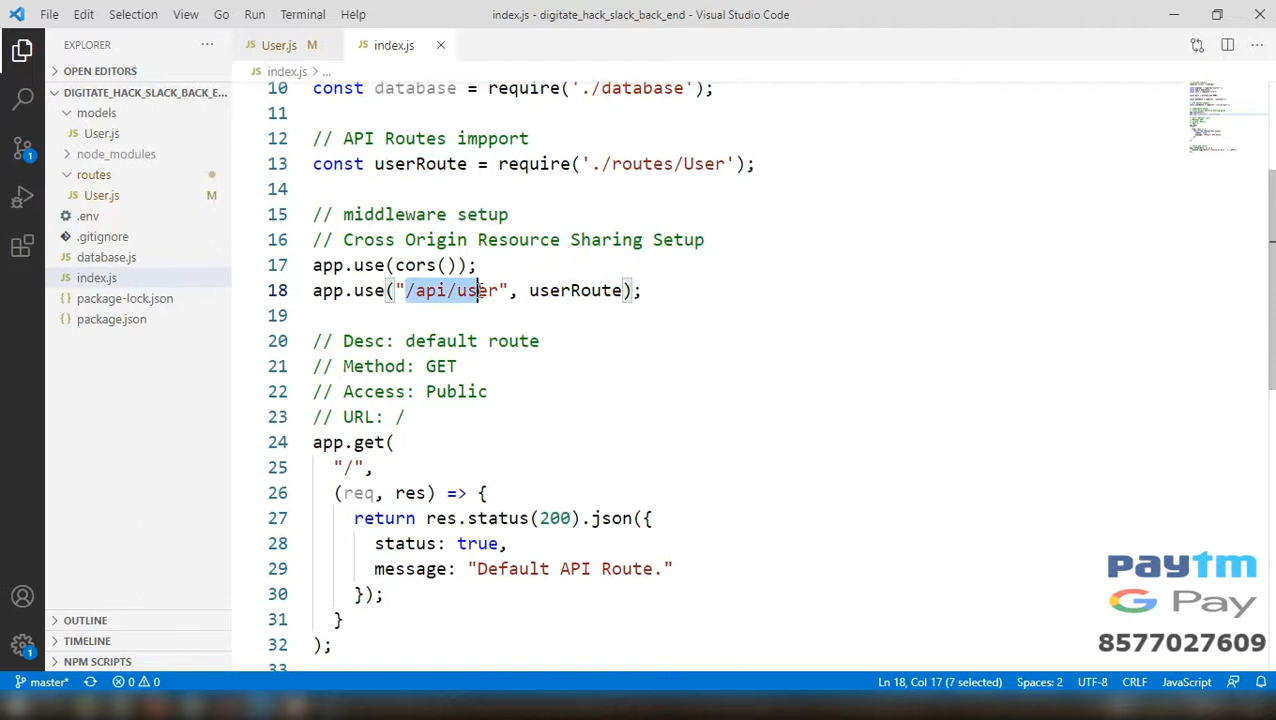 File Edit Selection View Go Run Terminal Help index.js - digitate_hack_slack_back_end - Visual Studio Code
EXPLORER
OPEN EDITORS
DIGITATE_HACK_SLACK_BACK_E...
models
User.js
node_modules
routes
User.js M
.env
.gitignore
database.js
index.js
package-lock.json
package.json
OUTLINE
TIMELINE
NPM SCRIPTS
User.js M index.js
index.js > ...
10 const database = require('./database');
11
12 // API Routes impport
13 const userRoute = require('./routes/User');
14
15 // middleware setup
16 // Cross Origin Resource Sharing Setup
17 app.use(cors());
18 app.use("/api/user", userRoute);
19
20 // Desc: default route
21 // Method: GET
22 // Access: Public
23 // URL: /
24 app.get(
25 "/",
26 (req, res) => {
27 return res.status(200).json({
28 status: true,
29 message: "Default API Route."
30 });
31 }
32 );
33
paytm
G Pay
8577027609
1
1
master* 0 0 Ln 18, Col 17 (7 selected) Spaces: 2 UTF-8 CRLF JavaScript